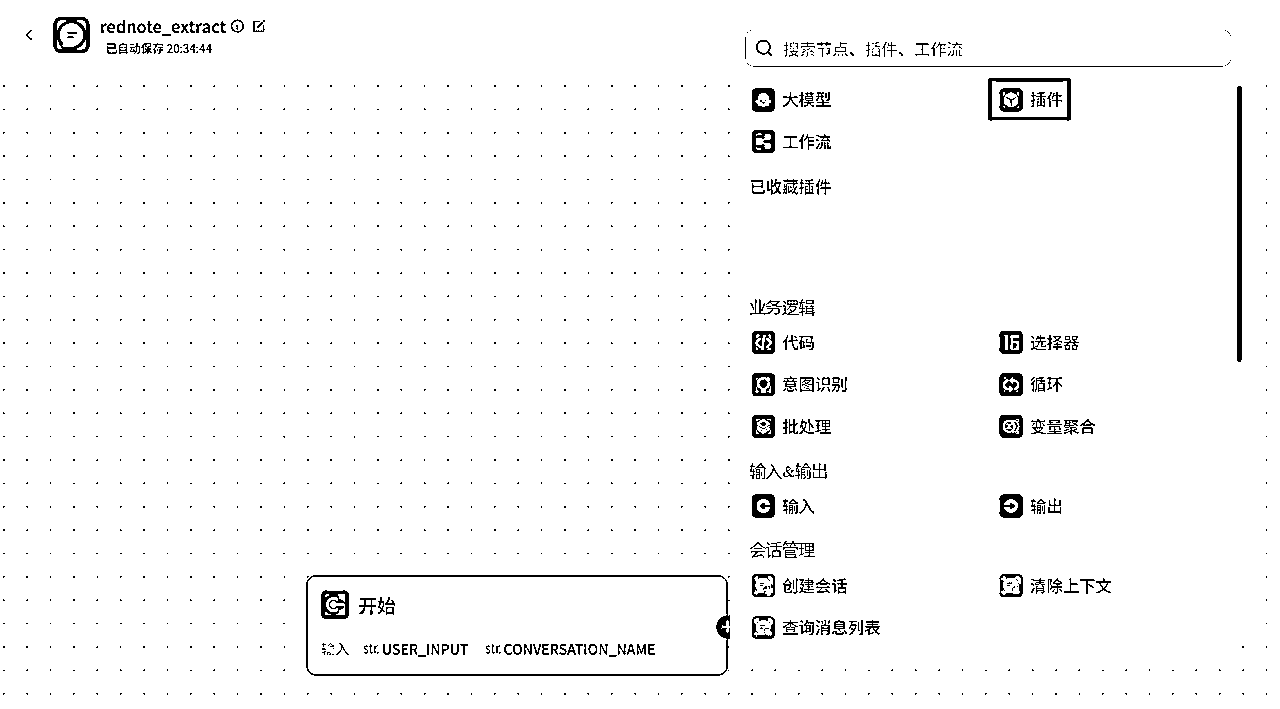 rednote_extract
已自动保存 20:34:44
搜索节点、插件、工作流
大模型
插件
工作流
已收藏插件
业务逻辑
代码
选择器
意图识别
循环
批处理
变量聚合
输入&输出
输入
输出
会话管理
创建会话
清除上下文
查询消息列表
开始
输入 str. USER_INPUT str. CONVERSATION_NAME